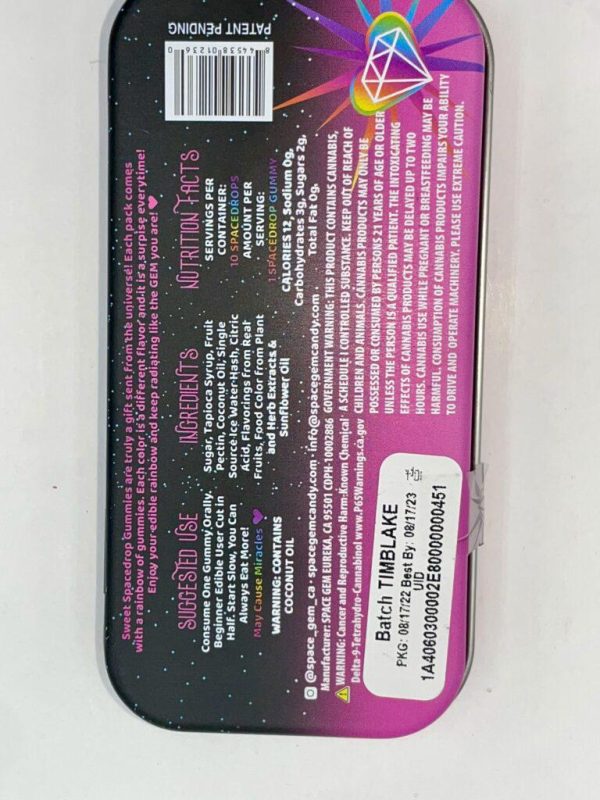 Sweet Spacedrop Gummies are truly a gift sent from the universe! Each pack comes
with a rainbow of gummies. Each color is a different flavor and it is a surprise everytime!
Enjoy your edible rainbow and keep radiating like the GEM you are!
SUGGESTED USE
Consume One Gummy Orally.
Beginner Edible User Cut in
Half. Start Slow, You Can
Always Eat More!
May Cause Miracles
WARNING: CONTAINS
COCONUT OIL
INGREDIENTS
Sugar, Tapioca Syrup, Fruit
Pectin, Coconut Oil, Single
Source Ice Water Hash, Citric
Acid, Flavorings from Real
Fruits, Food Color From Plant
and Herb Extracts &
Sunflower Oil
NUTRITION FACTS
SERVINGS PER
CONTAINER:
10 SPACEDROPS
AMOUNT PER
SERVING:
1 SPACEDROP GUMMY
CALORIES 12, Sodium 0g,
Carbohydrates 3g, Sugars 2g,
Total Fat 0g,
PATENT PENDING
8 44538 01236 0
@space_gem_ca · spacegemcandy.com · info@spacegemcandy.com
Manufacturer: SPACE GEM EUREKA, CA 95501 CDPH-10002886
WARNING: Cancer and Reproductive Harm-Known Chemical
Delta-9-Tetrahydro-Cannabinol www.P65Warnings.ca.gov
GOVERNMENT WARNING: THIS PRODUCT CONTAINS CANNABIS,
A SCHEDULE I CONTROLLED SUBSTANCE. KEEP OUT OF REACH OF
CHILDREN AND ANIMALS. CANNABIS PRODUCTS MAY ONLY BE
POSSESSED OR CONSUMED BY PERSONS 21 YEARS OF AGE OR OLDER
UNLESS THE PERSON IS A QUALIFIED PATIENT. THE INTOXICATING
EFFECTS OF CANNABIS PRODUCTS MAY BE DELAYED UP TO TWO
HOURS. CANNABIS USE WHILE PREGNANT OR BREASTFEEDING MAY BE
HARMFUL. CONSUMPTION OF CANNABIS PRODUCTS IMPAIRS YOUR ABILITY
TO DRIVE AND OPERATE MACHINERY. PLEASE USE EXTREME CAUTION.
Batch TIMBLAKE
PKG: 08/17/22 Best By: 08/17/23
UID
1A4060300002E80000000451